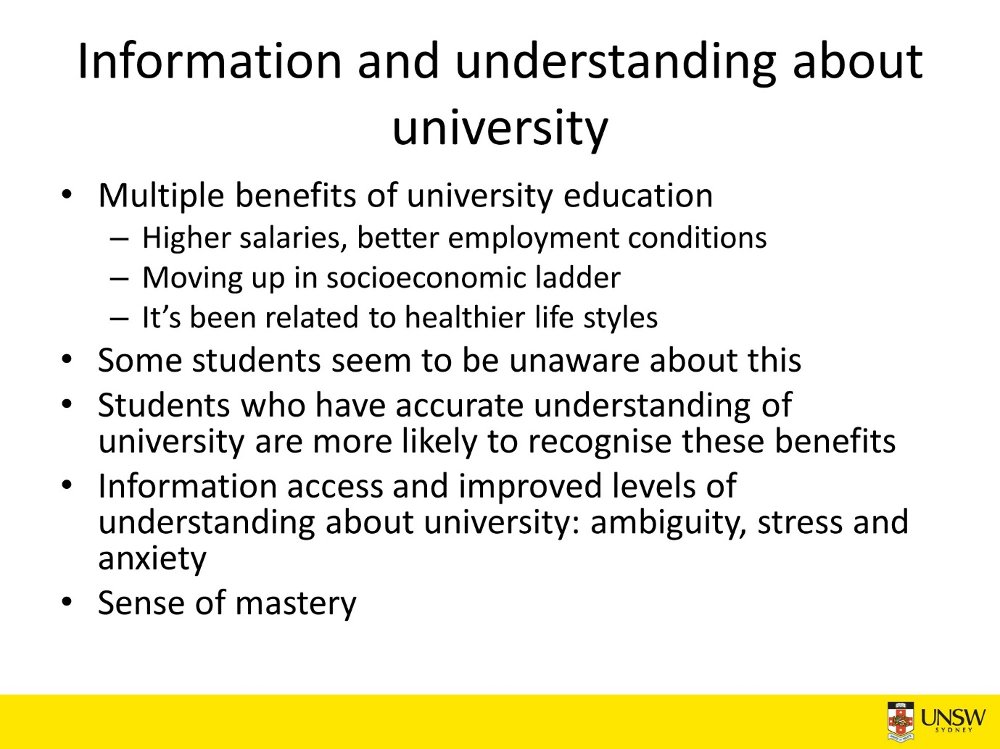 Information and understanding about
university
• Multiple benefits of university education
– Higher salaries, better employment conditions
– Moving up in socioeconomic ladder
– It’s been related to healthier life styles
• Some students seem to be unaware about this
• Students who have accurate understanding of
university are more likely to recognise these benefits
• Information access and improved levels of
understanding about university: ambiguity, stress and
anxiety
• Sense of mastery
UNSW
SYDNEY